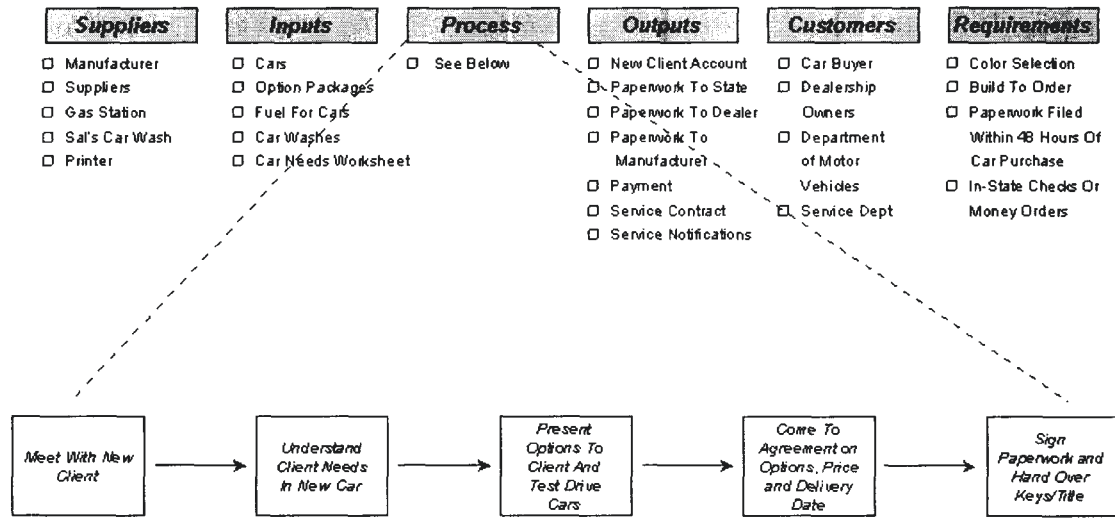 Suppliers
Manufacturer
Suppliers
Gas Station
Sal's Car Wash
Printer
Inputs
Cars
Option Packages
Fuel For Cars
Car Washes
Car Needs Worksheet
Process
See Below
Outputs
New Client Account
Paperwork To State
Paperwork To Dealer
Paperwork To
Manufacturer
Payment
Service Contract
Service Notifications
Customers
Car Buyer
Dealership
Owners
Department
of Motor
Vehicles
Service Dept
Requirements
Color Selection
Build To Order
Paperwork Filed
Within 48 Hours Of
Car Purchase
In-State Checks Or
Money Orders
Meet With New
Client
Understand
Client Needs
In New Car
Present
Options To
Client And
Test Drive
Cars
Come To
Agreement on
Options, Price
and Delivery
Date
Sign
Paperwork and
Hand Over
Keys/Title